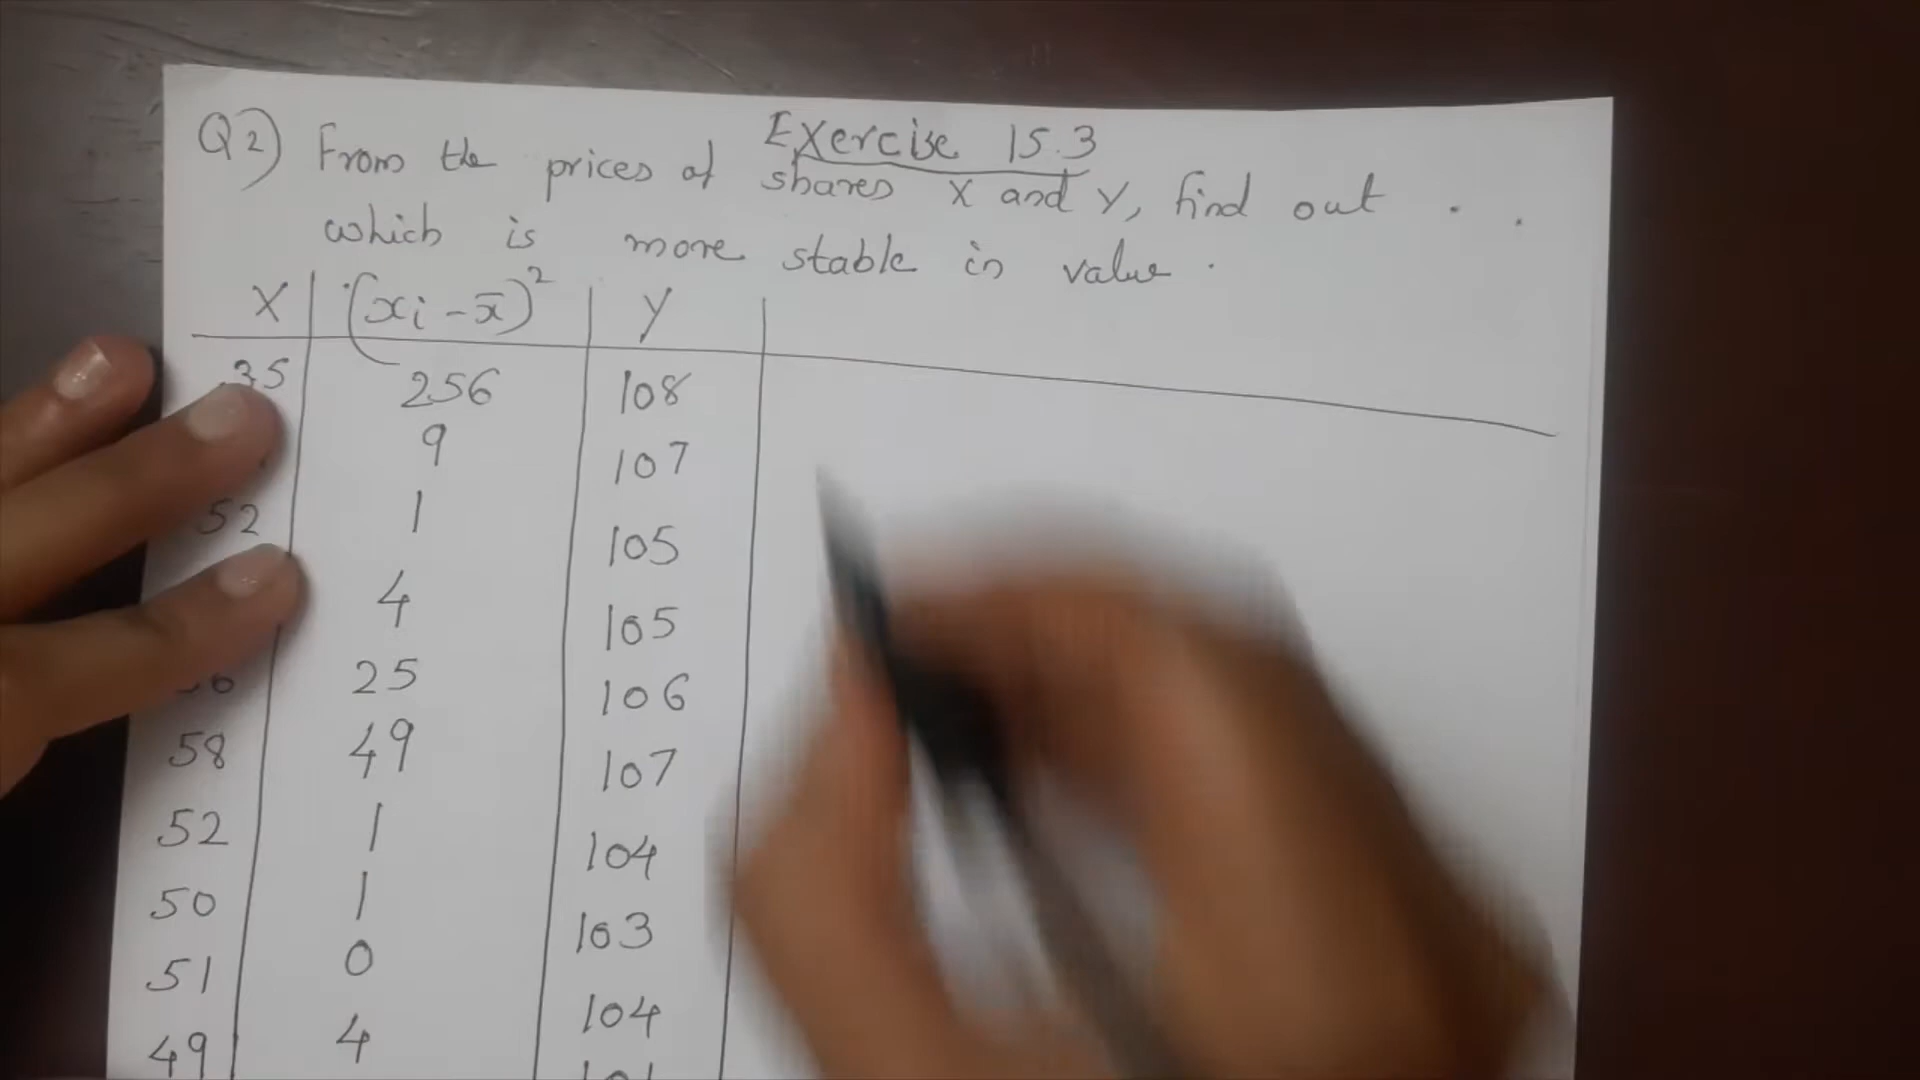 Exercise 15.3
Q2) From the prices of shares X and Y, find out
which is more stable in value.
X (xi - x̄)² Y
35 256 108
9 107
52 1 105
4 105
25 106
58 49 107
52 1 104
50 1 103
51 0 104
49 4